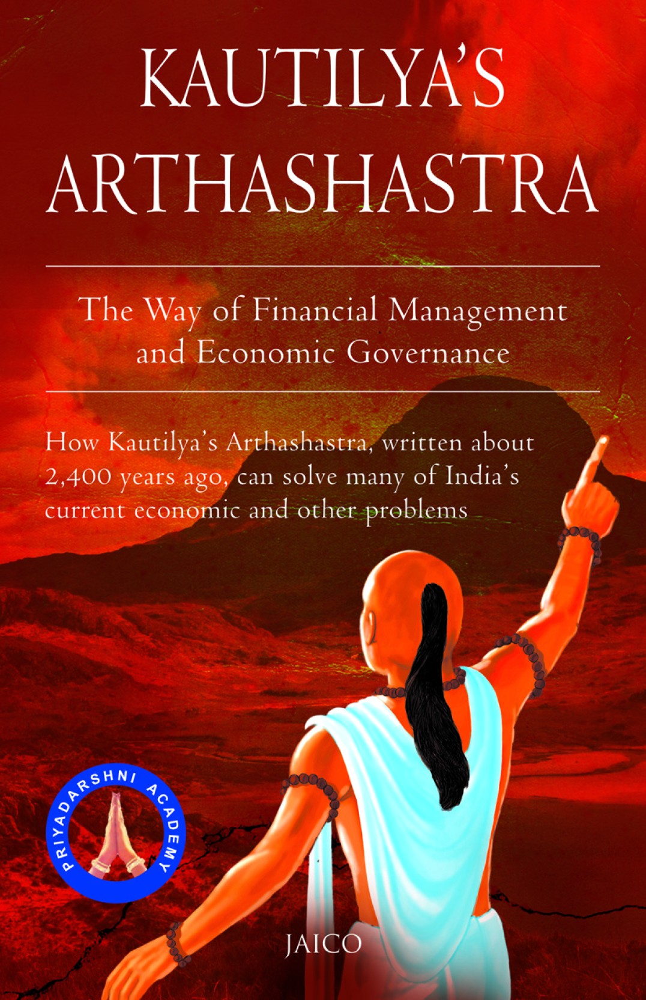 KAUTILYA’S
ARTHASHASTRA
The Way of Financial Management
and Economic Governance
How Kautilya’s Arthashastra, written about
2,400 years ago, can solve many of India’s
current economic and other problems
PRIYADARSHNI ACADEMY
JAICO